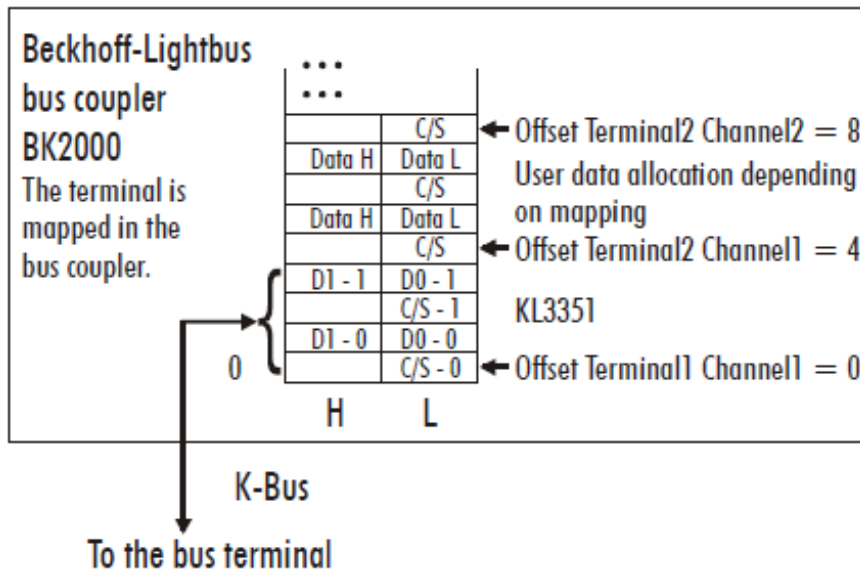 Beckhoff-Lightbus
bus coupler
BK2000
The terminal is
mapped in the
bus coupler.
...
...
C/S
Data H Data L
C/S
Data H Data L
C/S
D1 - 1 D0 - 1
C/S - 1
D1 - 0 D0 - 0
0 C/S - 0
H L
Offset Terminal2 Channel2 = 8
User data allocation depending
on mapping
Offset Terminal2 Channel1 = 4
KL3351
Offset Terminal1 Channel1 = 0
K-Bus
To the bus terminal